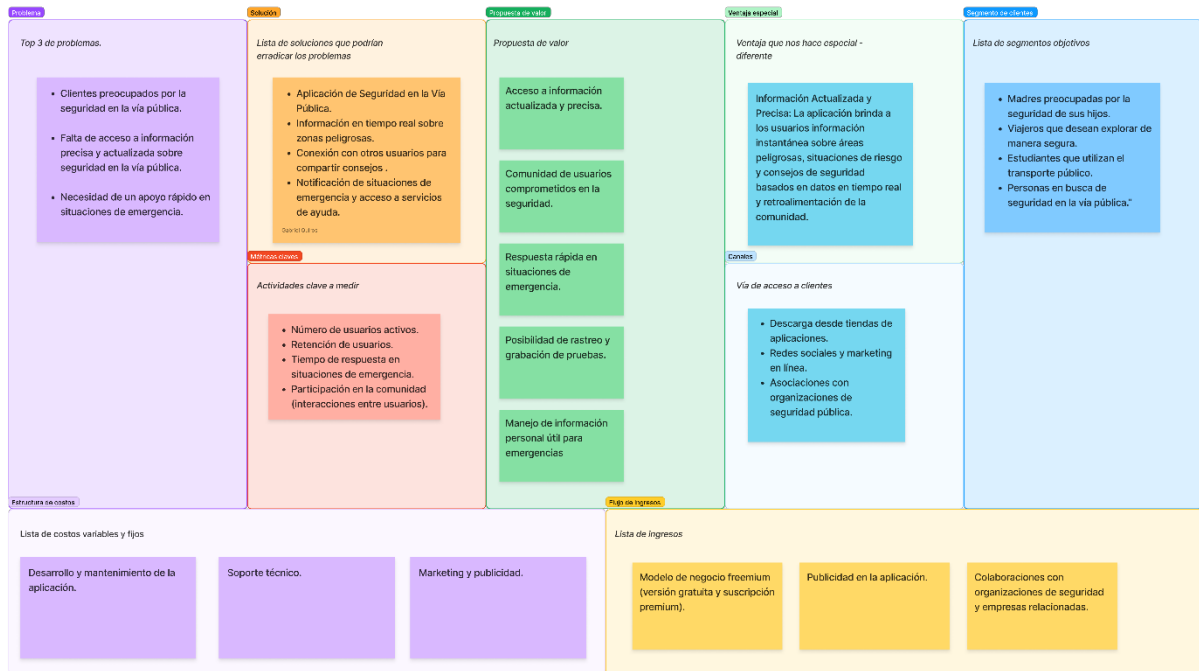 Problema
Top 3 de problemas.
• Clientes preocupados por la
seguridad en la vía pública.
• Falta de acceso a información
precisa y actualizada sobre
seguridad en la vía pública.
• Necesidad de un apoyo rápido en
situaciones de emergencia.
Solución
Lista de soluciones que podrían
erradicar los problemas
• Aplicación de Seguridad en la Vía
Pública.
• Información en tiempo real sobre
zonas peligrosas.
• Conexión con otros usuarios para
compartir consejos .
• Notificación de situaciones de
emergencia y acceso a servicios
de ayuda.
Gabriel
Métricas claves
Actividades clave a medir
• Número de usuarios activos.
• Retención de usuarios.
• Tiempo de respuesta en
situaciones de emergencia.
• Participación en la comunidad
(interacciones entre usuarios).
Propuesta de valor
Propuesta de valor
Acceso a información
actualizada y precisa.
Comunidad de usuarios
comprometidos en la
seguridad.
Respuesta rápida en
situaciones de
emergencia.
Posibilidad de rastreo y
grabación de pruebas.
Manejo de información
personal útil para
emergencias
Ventaja especial
Ventaja que nos hace especial -
diferente
Información Actualizada y
Precisa: La aplicación brinda a
los usuarios información
instantánea sobre áreas
peligrosas, situaciones de riesgo
y consejos de seguridad
basados en datos en tiempo real
y retroalimentación de la
comunidad.
Canales
Vía de acceso a clientes
• Descarga desde tiendas de
aplicaciones.
• Redes sociales y marketing
en línea.
• Asociaciones con
organizaciones de
seguridad pública.
Segmento de clientes
Lista de segmentos objetivos
• Madres preocupadas por la
seguridad de sus hijos.
• Viajeros que desean explorar de
manera segura.
• Estudiantes que utilizan el
transporte público.
• Personas en busca de
seguridad en la vía pública."
Estructura de costos
Lista de costos variables y fijos
Desarrollo y mantenimiento de la
aplicación.
Soporte técnico.
Marketing y publicidad.
Flujo de ingresos
Lista de ingresos
Modelo de negocio freemium
(versión gratuita y suscripción
premium).
Publicidad en la aplicación.
Colaboraciones con
organizaciones de seguridad
y empresas relacionadas.